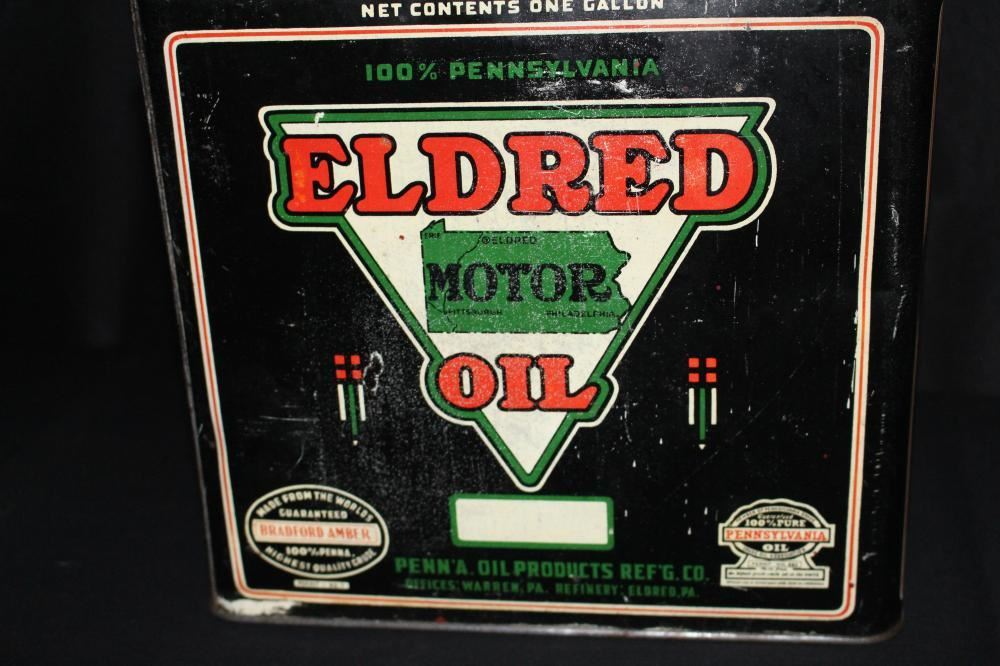 NET CONTENTS ONE GALLON
100% PENNSYLVANIA
ELDRED
ERIE
ELDRED
MOTOR
PITTSBURGH PHILADELPHIA
OIL
MADE FROM THE WORLDS
GUARANTEED
BRADFORD AMBER
100% PENNA.
HIGHEST QUALITY CRUDE
Guaranteed
100% PURE
PENNSYLVANIA
OIL
PENN'A. OIL PRODUCTS REF'G. CO.
OFFICES: WARREN, PA. REFINERY: ELDRED, PA.